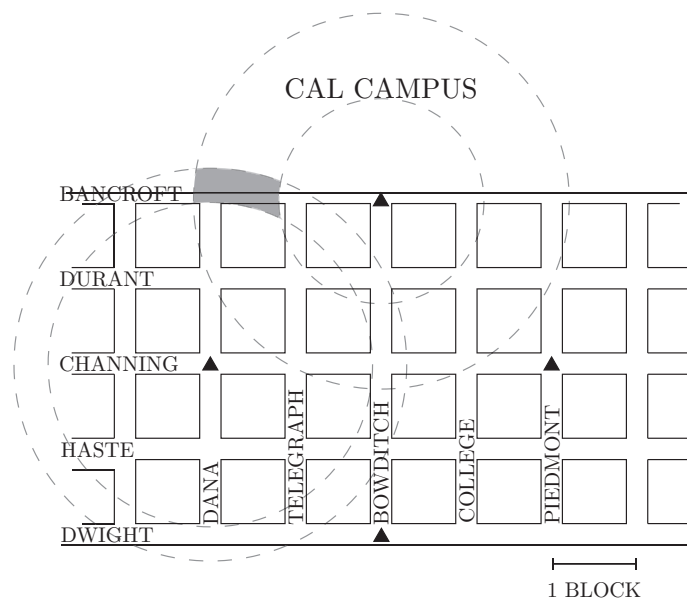 CAL CAMPUS
BANCROFT
DURANT
CHANNING
HASTE
DWIGHT
DANA
TELEGRAPH
BOWDITCH
COLLEGE
PIEDMONT
1 BLOCK